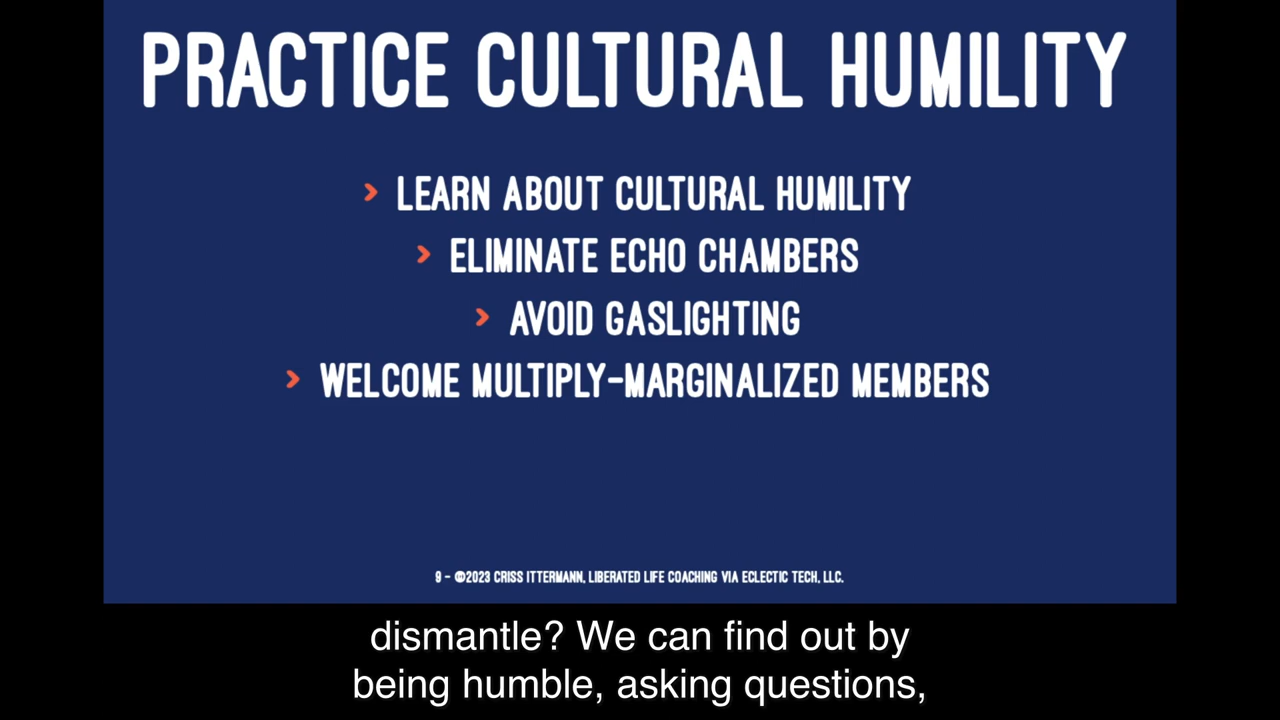 PRACTICE CULTURAL HUMILITY
> LEARN ABOUT CULTURAL HUMILITY
> ELIMINATE ECHO CHAMBERS
> AVOID GASLIGHTING
> WELCOME MULTIPLY-MARGINALIZED MEMBERS
9 - ©2023 CRISS ITTERMANN, LIBERATED LIFE COACHING VIA ECLECTIC TECH, LLC.
dismantle? We can find out by
being humble, asking questions,